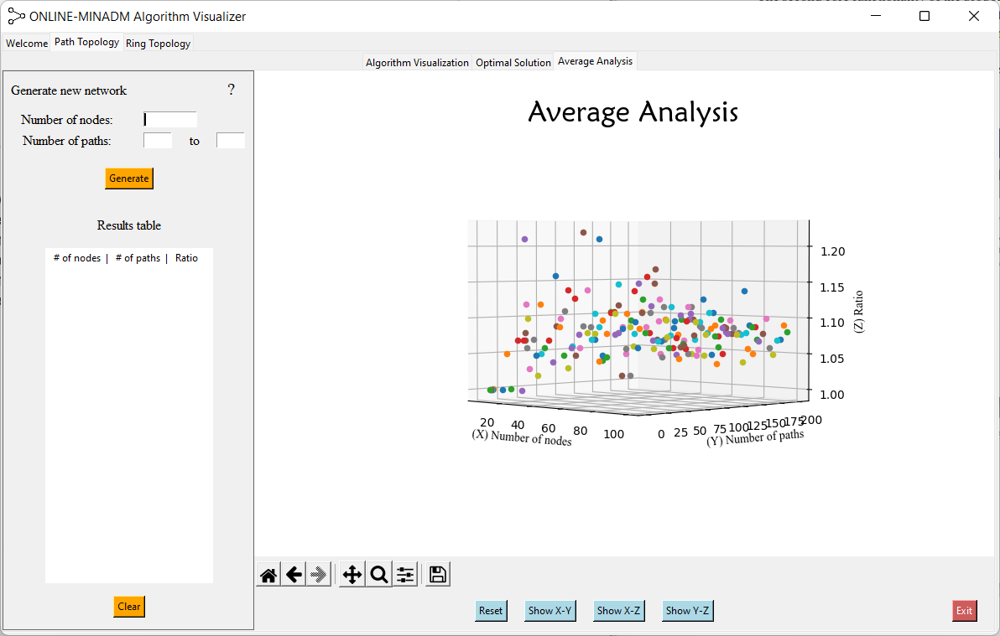 ONLINE-MINADM Algorithm Visualizer
Welcome Path Topology Ring Topology
Algorithm Visualization Optimal Solution Average Analysis
Generate new network ?
Number of nodes:
Number of paths: to
Generate
Results table
# of nodes | # of paths | Ratio
Clear
Average Analysis
1.20
1.15
1.10
1.05
1.00
(Z) Ratio
20 40 60 80 100
(X) Number of nodes
0 25 50 75 100 125 150 175 200
(Y) Number of paths
Reset Show X-Y Show X-Z Show Y-Z Exit